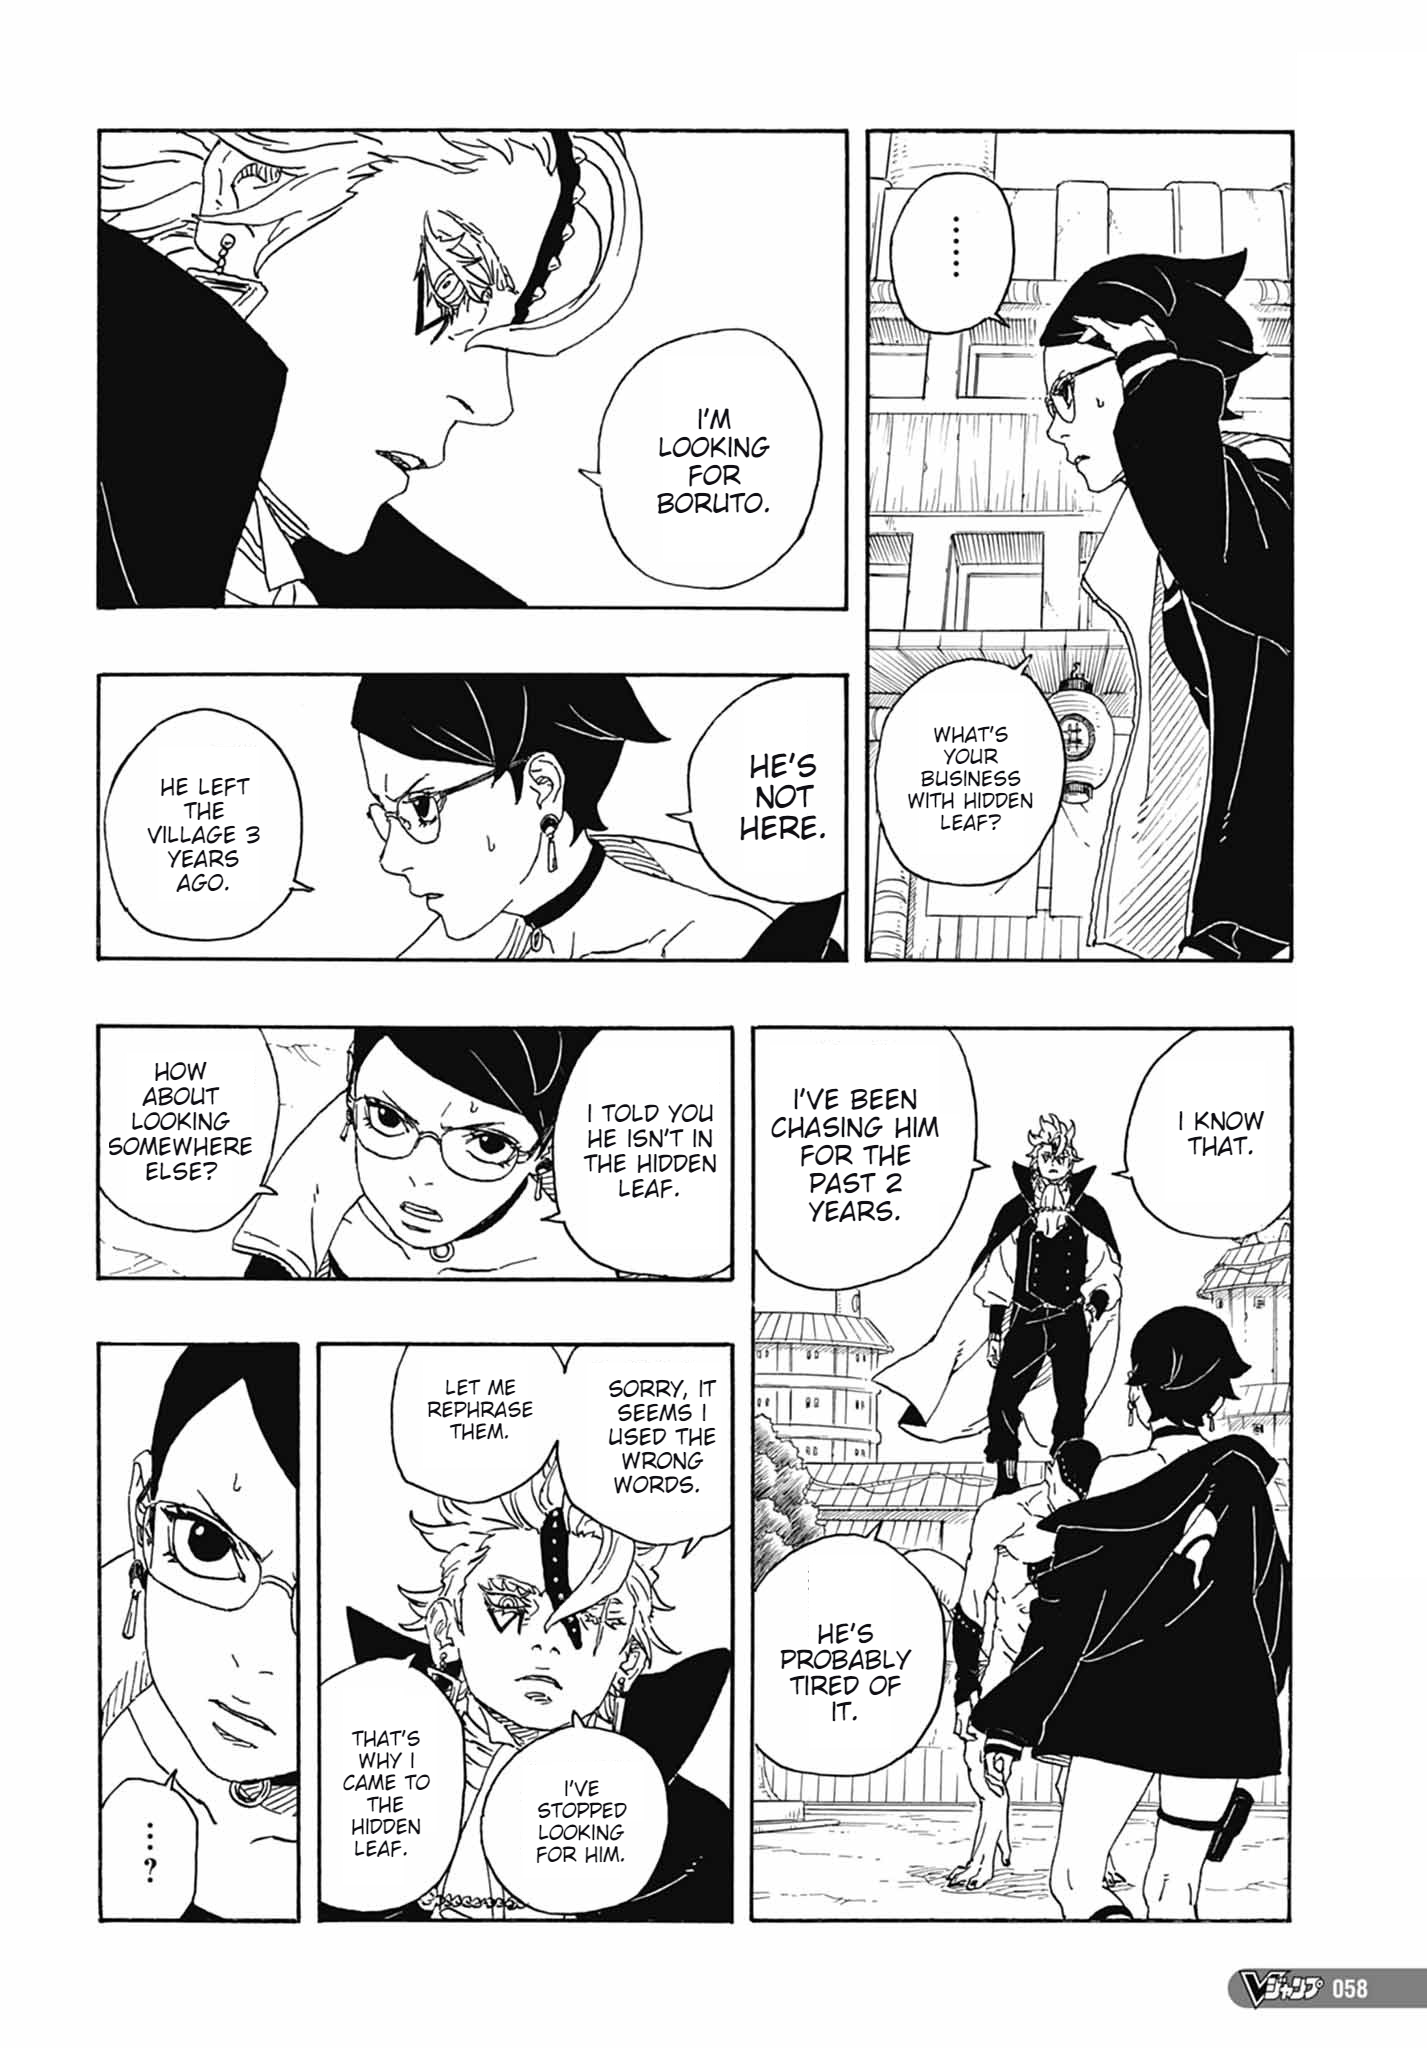 ......
WHAT'S
YOUR
BUSINESS
WITH HIDDEN
LEAF?
I'M
LOOKING
FOR
BORUTO.
HE'S
NOT
HERE.
HE LEFT
THE
VILLAGE 3
YEARS
AGO.
I KNOW
THAT.
I'VE BEEN
CHASING HIM
FOR THE
PAST 2
YEARS.
HE'S
PROBABLY
TIRED OF
IT.
I TOLD YOU
HE ISN'T IN
THE HIDDEN
LEAF.
HOW
ABOUT
LOOKING
SOMEWHERE
ELSE?
SORRY, IT
SEEMS I
USED THE
WRONG
WORDS.
LET ME
REPHRASE
THEM.
I'VE
STOPPED
LOOKING
FOR HIM.
THAT'S
WHY I
CAME TO
THE
HIDDEN
LEAF.
...?
Vジャンプ 058